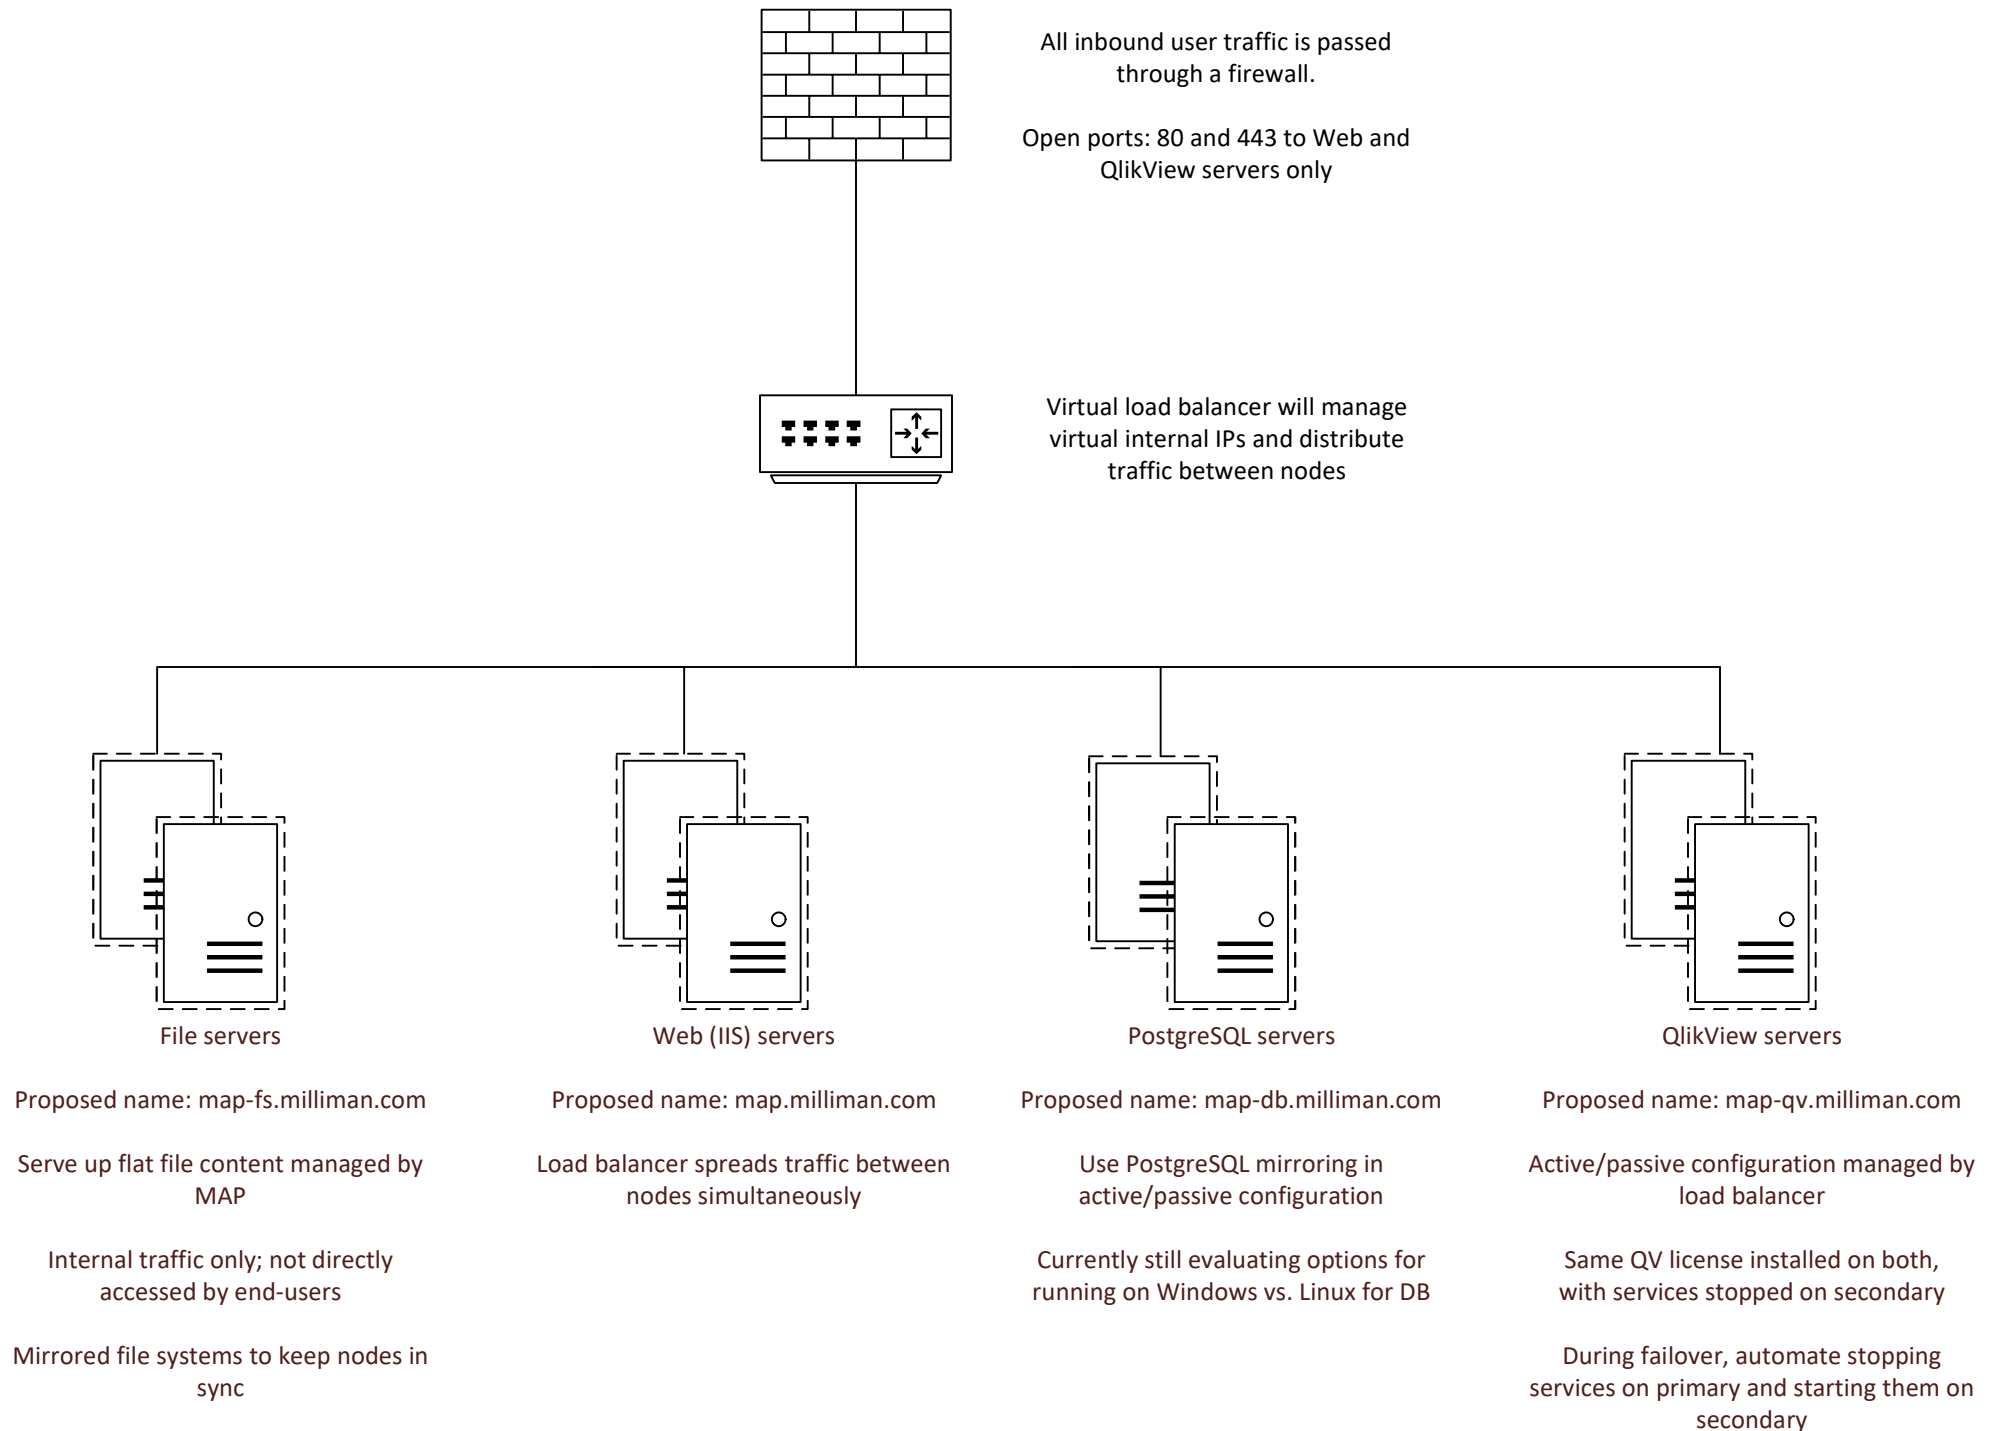 All inbound user traffic is passed
through a firewall.
Open ports: 80 and 443 to Web and
QlikView servers only
Virtual load balancer will manage
virtual internal IPs and distribute
traffic between nodes
File servers
Proposed name: map-fs.milliman.com
Serve up flat file content managed by
MAP
Internal traffic only; not directly
accessed by end-users
Mirrored file systems to keep nodes in
sync
Web (IIS) servers
Proposed name: map.milliman.com
Load balancer spreads traffic between
nodes simultaneously
PostgreSQL servers
Proposed name: map-db.milliman.com
Use PostgreSQL mirroring in
active/passive configuration
Currently still evaluating options for
running on Windows vs. Linux for DB
QlikView servers
Proposed name: map-qv.milliman.com
Active/passive configuration managed by
load balancer
Same QV license installed on both,
with services stopped on secondary
During failover, automate stopping
services on primary and starting them on
secondary